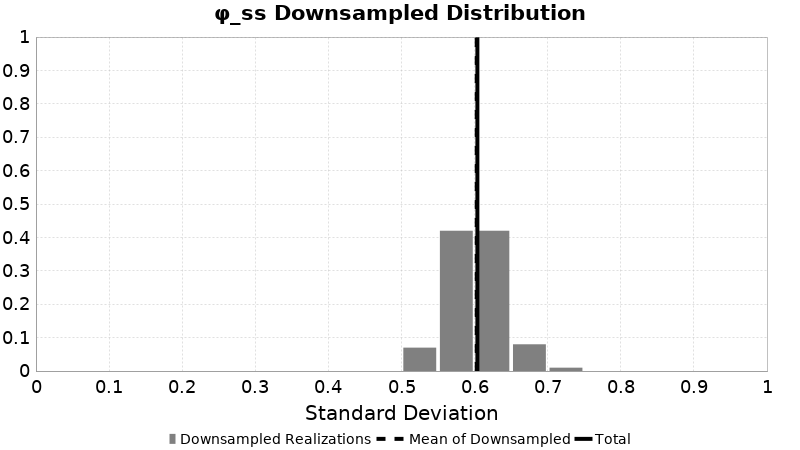 φ_ss Downsampled Distribution
1
0.9
0.8
0.7
0.6
0.5
0.4
0.3
0.2
0.1
0
0 0.1 0.2 0.3 0.4 0.5 0.6 0.7 0.8 0.9 1
Standard Deviation
Downsampled Realizations Mean of Downsampled Total